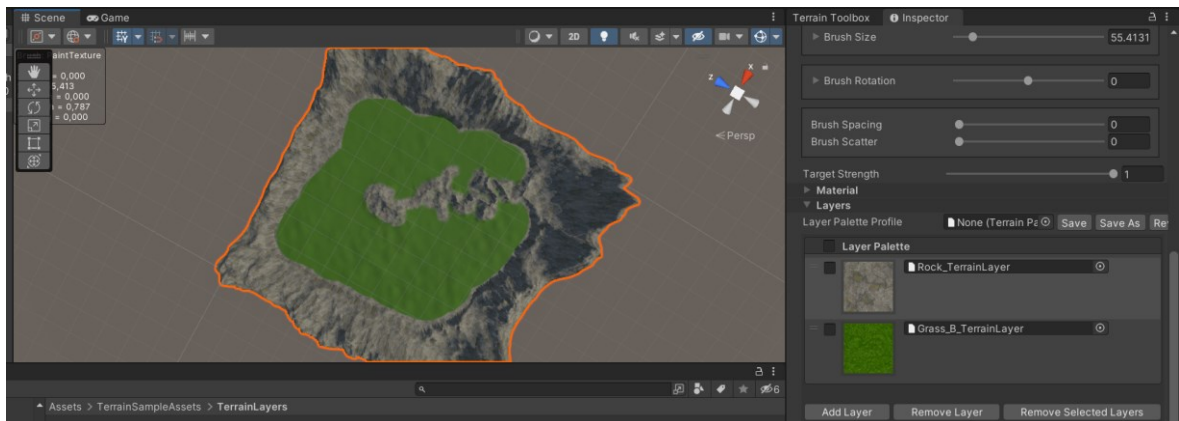 Scene Game
2D
PaintTexture
= 0,000
5,413
= 0,000
= 0,787
= 0,000
z x
Persp
6
Assets > TerrainSampleAssets > TerrainLayers
Terrain Toolbox Inspector
Brush Size 55.4131
Brush Rotation 0
Brush Spacing 0
Brush Scatter 0
Target Strength 1
Material
Layers
Layer Palette Profile None (Terrain Pa Save Save As Re
Layer Palette
Rock_TerrainLayer
Grass_B_TerrainLayer
Add Layer Remove Layer Remove Selected Layers